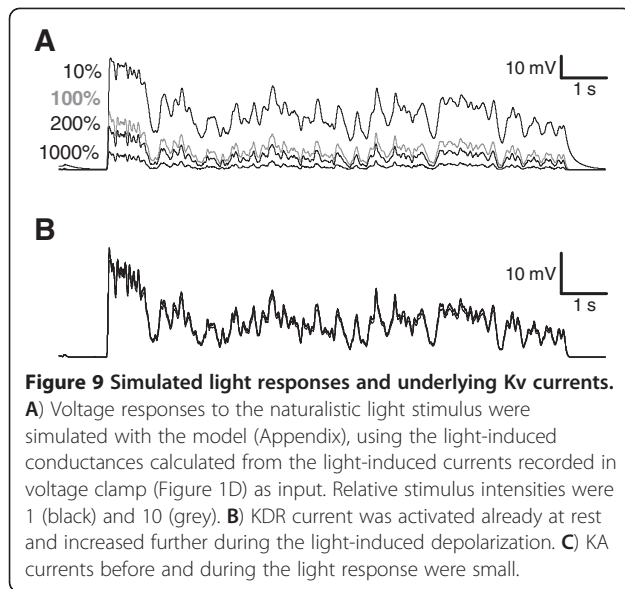 A
10%
100%
200%
1000%
10 mV
1 s
B
10 mV
1 s
Figure 9 Simulated light responses and underlying Kv currents.
A) Voltage responses to the naturalistic light stimulus were
simulated with the model (Appendix), using the light-induced
conductances calculated from the light-induced currents recorded in
voltage clamp (Figure 1D) as input. Relative stimulus intensities were
1 (black) and 10 (grey). B) KDR current was activated already at rest
and increased further during the light-induced depolarization. C) KA
currents before and during the light response were small.